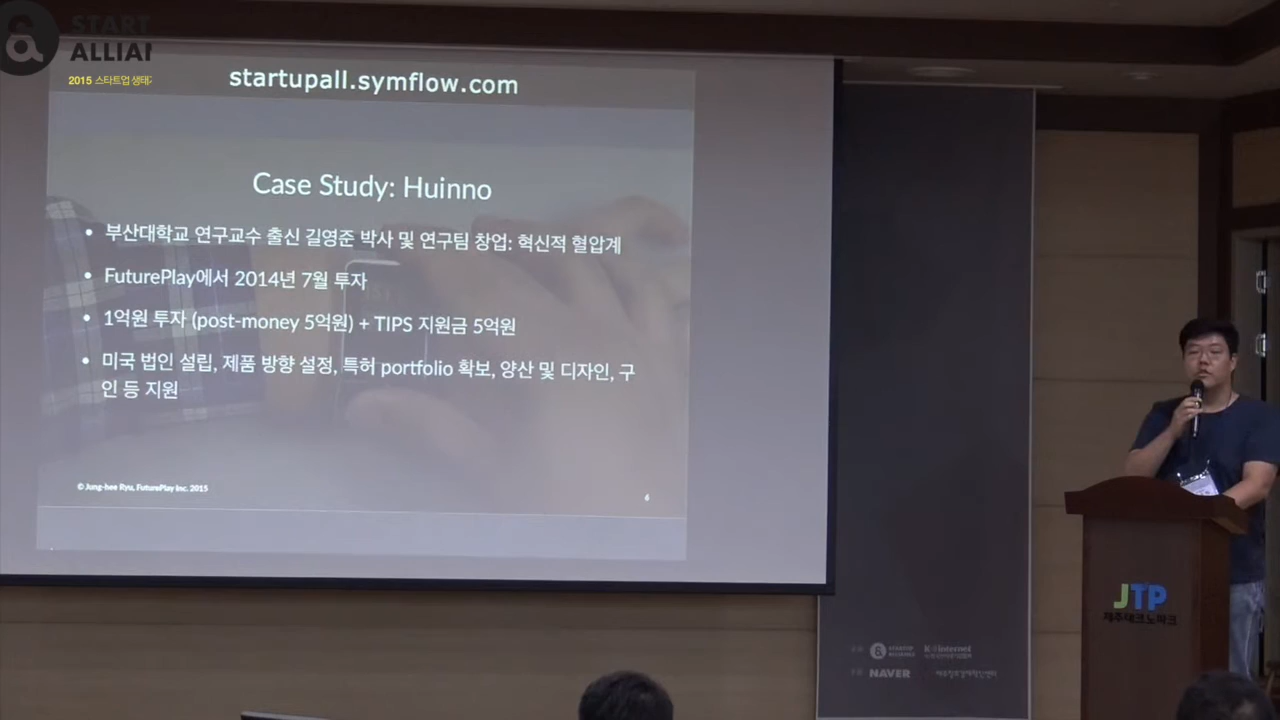 START
ALLIAN
2015 스타트업 생태계
startupall.symflow.com
Case Study: Huinno
• 부산대학교 연구교수 출신 길영준 박사 및 연구팀 창업: 혁신적 혈압계
• FuturePlay에서 2014년 7월 투자
• 1억원 투자 (post-money 5억원) + TIPS 지원금 5억원
• 미국 법인 설립, 제품 방향 설정, 특허 portfolio 확보, 양산 및 디자인, 구
인 등 지원
© Jung-hee Ryu, FuturePlay Inc. 2015
6
JTP
제주테크노파크
STARTUP
ALLIANCE
K internet
NAVER